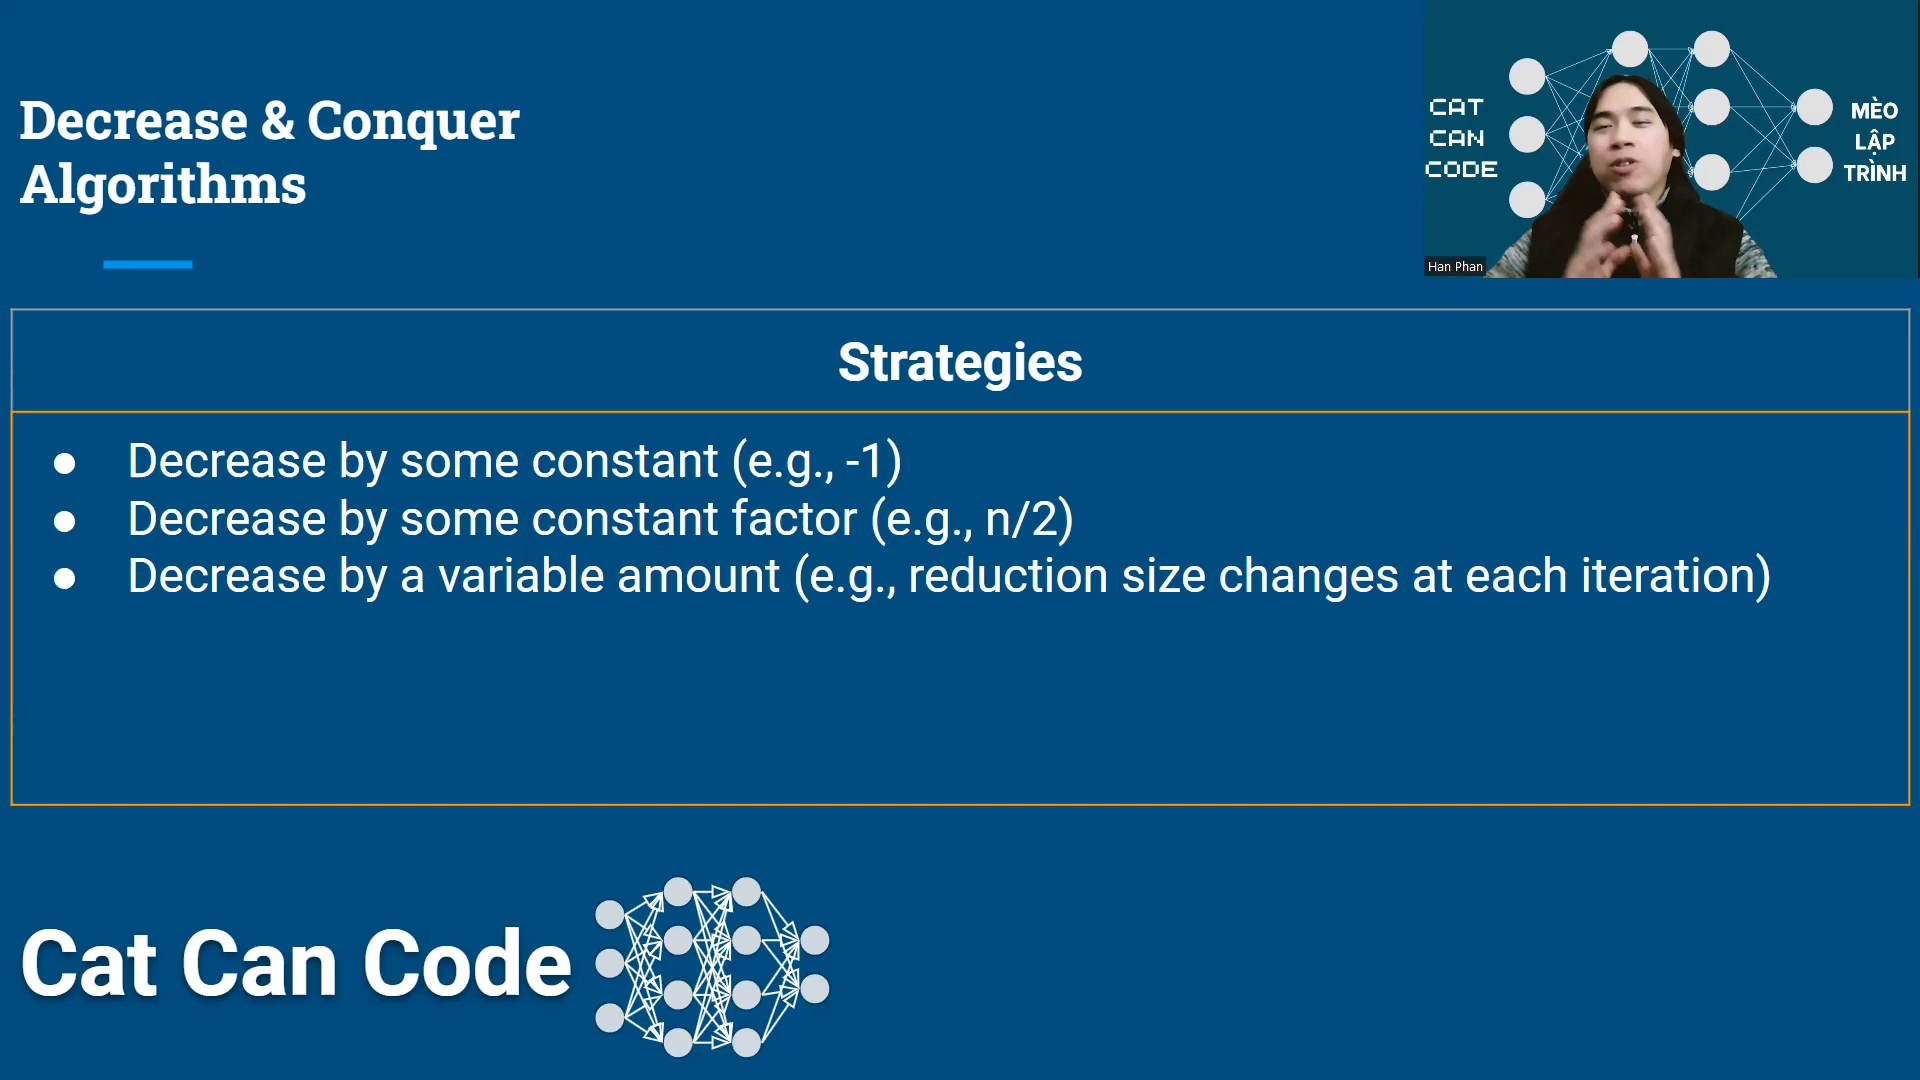 Decrease & Conquer
Algorithms
CAT
CAN
CODE
MÈO
LẬP
TRÌNH
Han Phan
Strategies
● Decrease by some constant (e.g., -1)
● Decrease by some constant factor (e.g., n/2)
● Decrease by a variable amount (e.g., reduction size changes at each iteration)
Cat Can Code